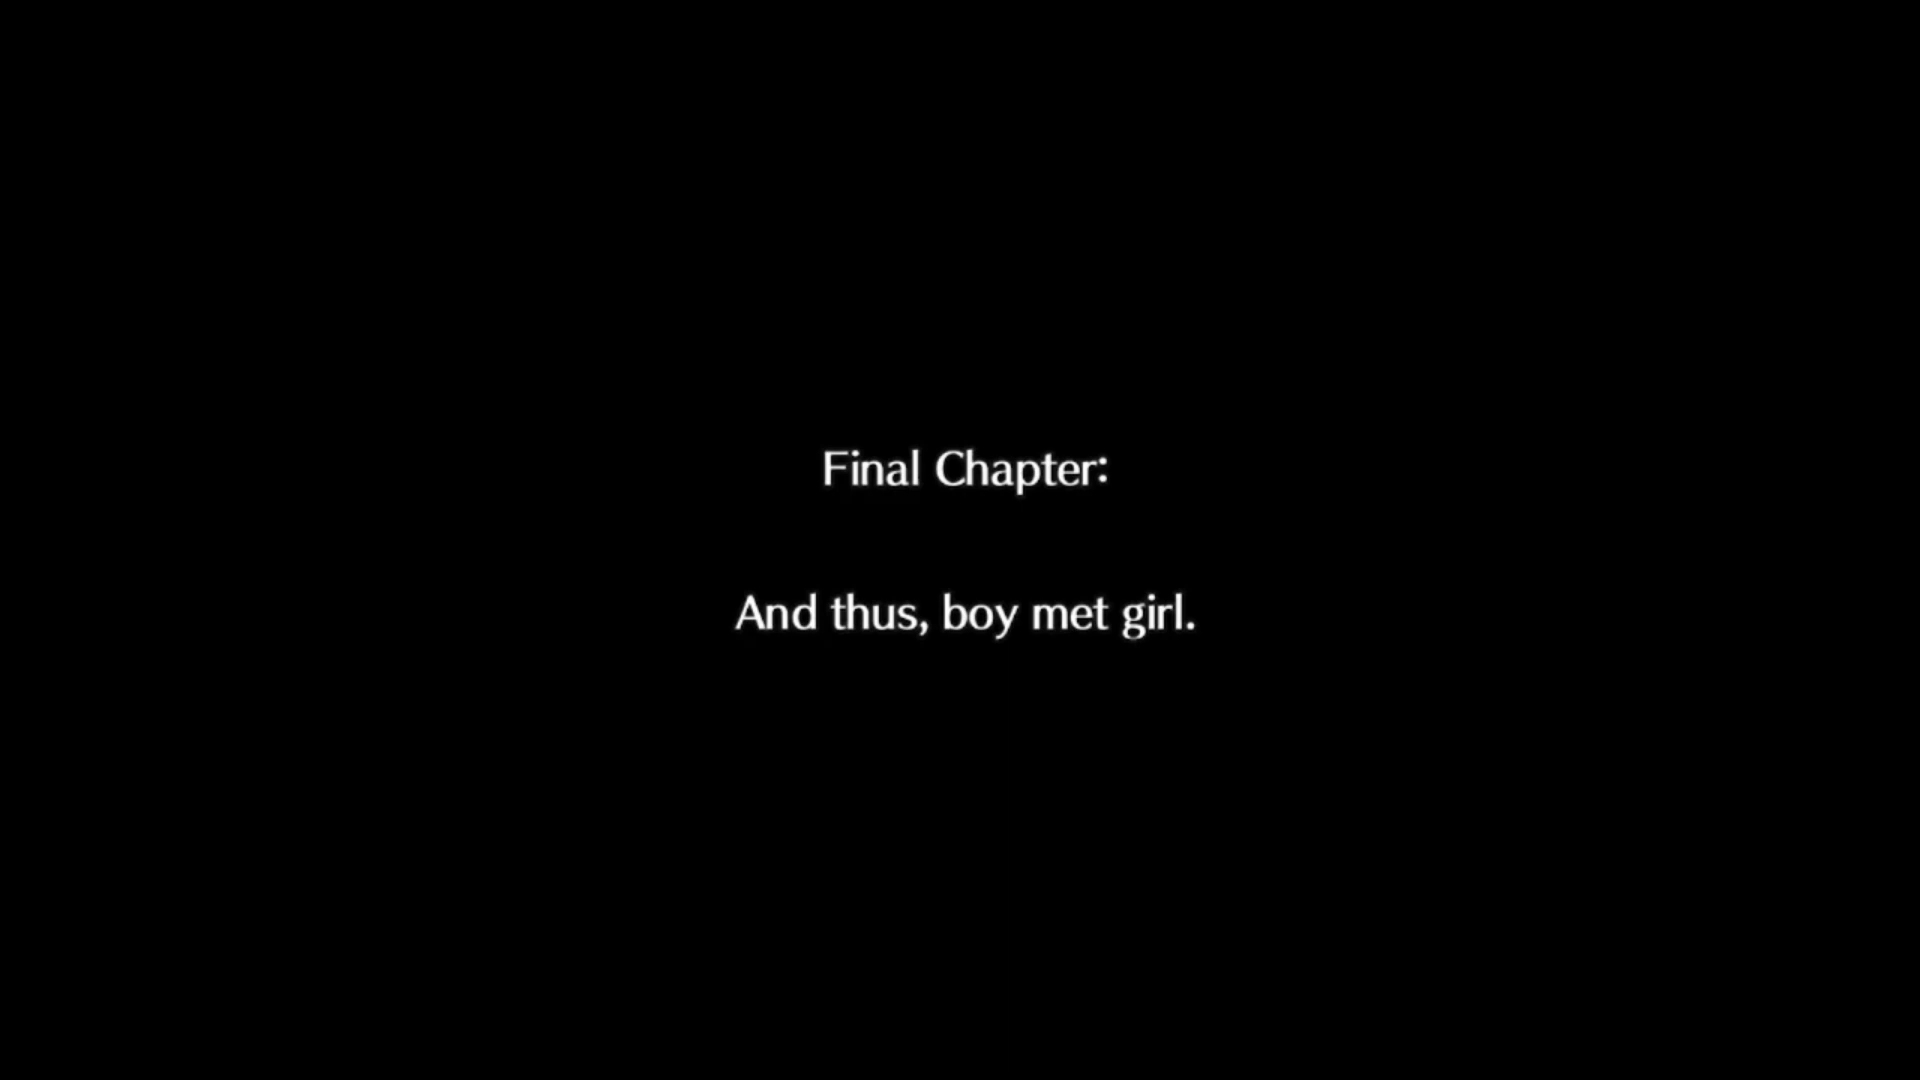 Final Chapter:
And thus, boy met girl.